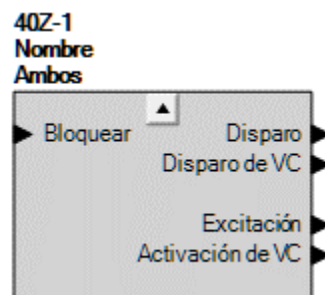 40Z-1
Nombre
Ambos
Bloquear Disparo
Disparo de VC
Excitación
Activación de VC